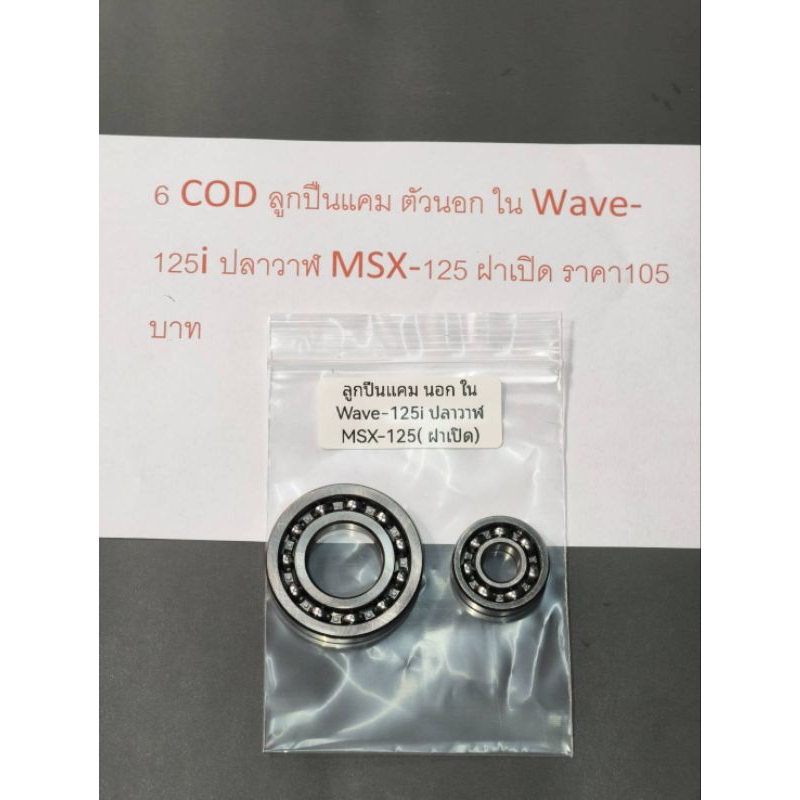 6 COD ลูกปืนแคม ตัวนอก ใน Wave-
125i ปลาวาฬ MSX-125 ฝาเปิด ราคา105
บาท
ลูกปืนแคม นอก ใน
Wave-125i ปลาวาฬ
MSX-125( ฝาเปิด)